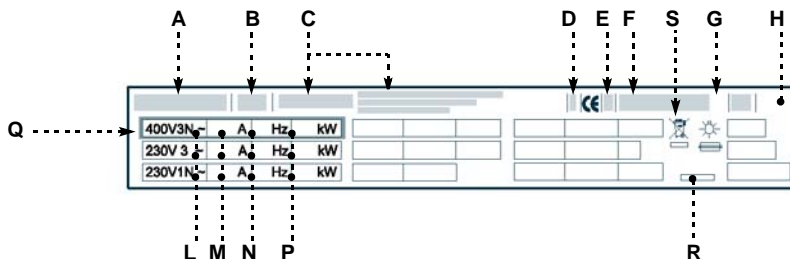 A B C D E F S G H
CE
Q 400V3N~ A Hz kW
230V 3 ~ A Hz kW
230V1N~ A Hz kW
L M N P R